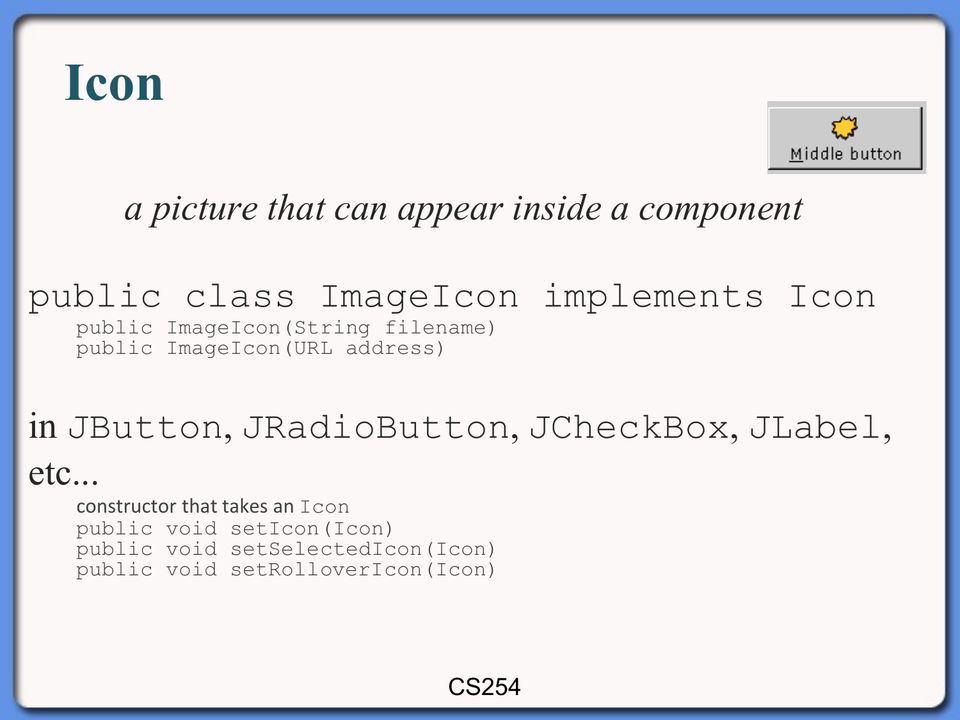 Icon
Middle button
a picture that can appear inside a component
public class ImageIcon implements Icon
public ImageIcon(String filename)
public ImageIcon(URL address)
in JButton, JRadioButton, JCheckBox, JLabel,
etc...
constructor that takes an Icon
public void setIcon(Icon)
public void setSelectedIcon(Icon)
public void setRolloverIcon(Icon)
CS254